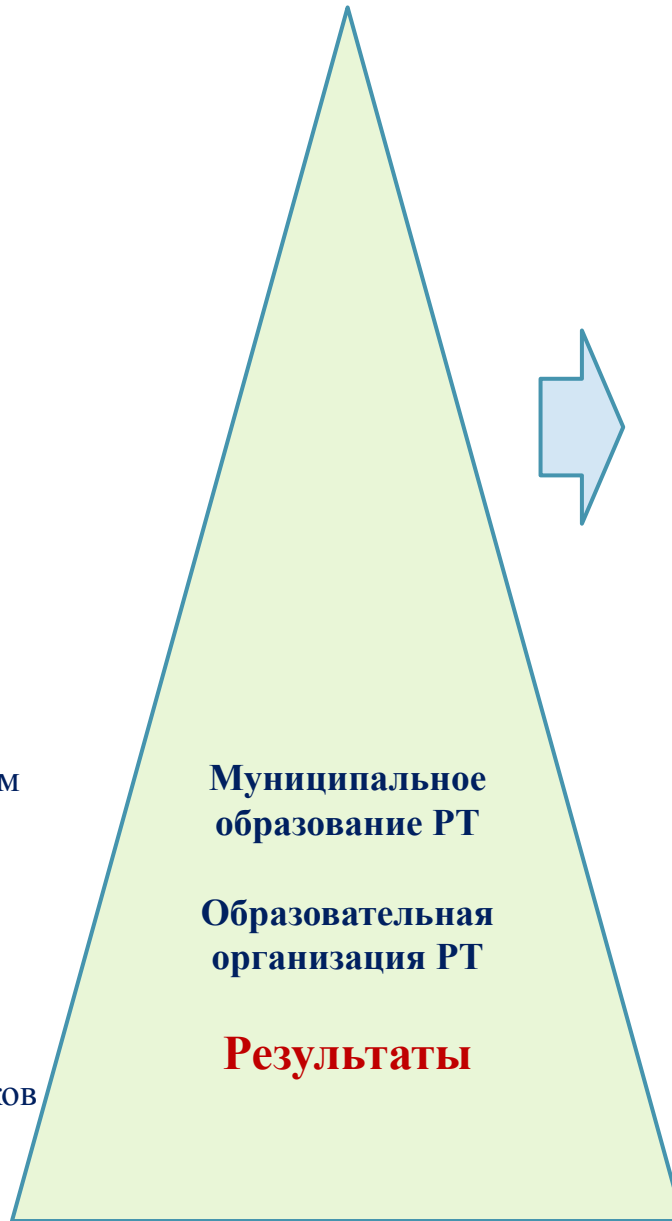 Муниципальное
образование РТ
Образовательная
организация РТ
Результаты